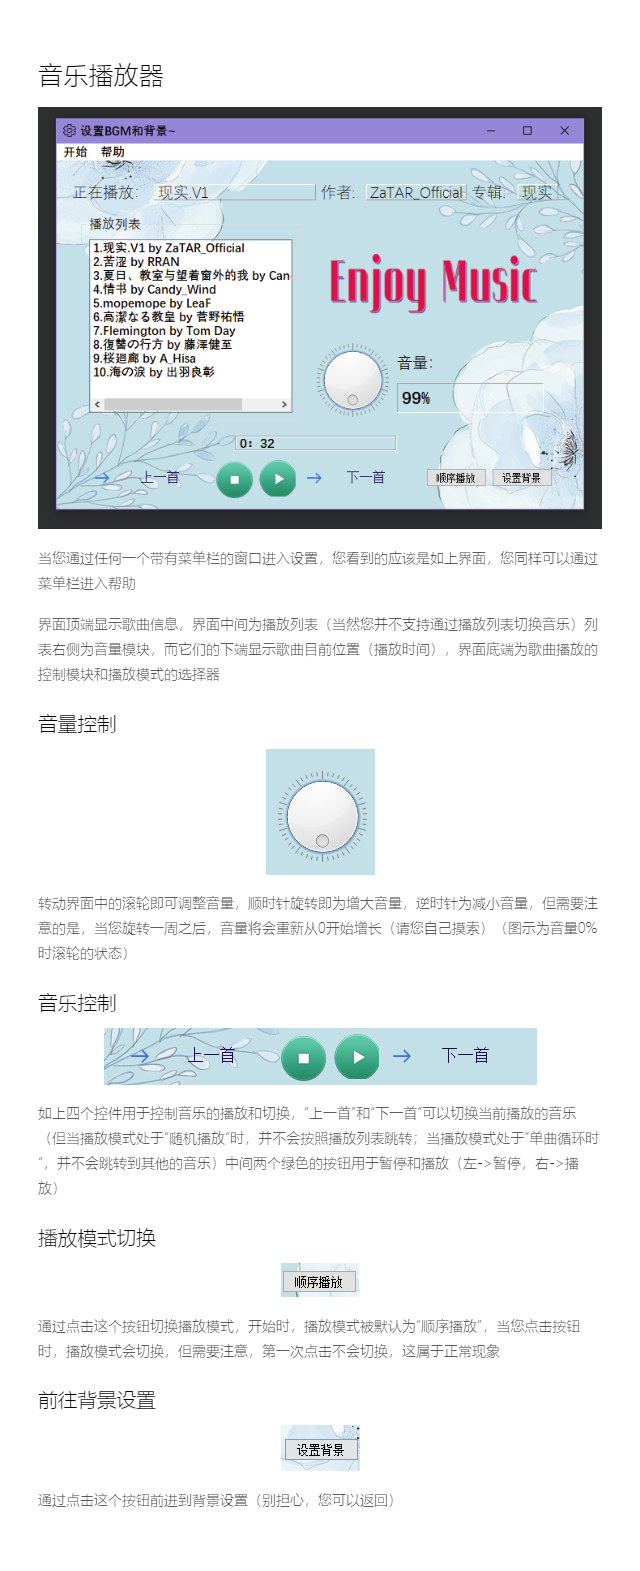 音乐播放器
设置BGM和背景~
开始 帮助
正在播放: 现实.V1 作者: ZaTAR_Official 专辑: 现实
播放列表
1.现实.V1 by ZaTAR_Official
2.苦涩 by RRAN
3.夏日、教室与望着窗外的我 by Can
4.情书 by Candy_Wind
5.mopemope by LeaF
6.高潔なる教皇 by 菅野祐悟
7.Flemington by Tom Day
8.復讐の行方 by 藤澤健至
9.桜廻廊 by A_Hisa
10.海の涙 by 出羽良彰
Enjoy Music
音量:
99%
0: 32
上一首 下一首 顺序播放 设置背景
当您通过任何一个带有菜单栏的窗口进入设置，您看到的应该是如上界面，您同样可以通过
菜单栏进入帮助
界面顶端显示歌曲信息，界面中间为播放列表（当然您并不支持通过播放列表切换音乐）列
表右侧为音量模块，而它们的下端显示歌曲目前位置（播放时间），界面底端为歌曲播放的
控制模块和播放模式的选择器
音量控制
转动界面中的滚轮即可调整音量，顺时针旋转即为增大音量，逆时针为减小音量，但需要注
意的是，当您旋转一周之后，音量将会重新从0开始增长（请您自己摸索）（图示为音量0%
时滚轮的状态）
音乐控制
上一首 下一首
如上四个控件用于控制音乐的播放和切换，“上一首”和“下一首”可以切换当前播放的音乐
（但当播放模式处于“随机播放”时，并不会按照播放列表跳转；当播放模式处于“单曲循环时
”，并不会跳转到其他的音乐）中间两个绿色的按钮用于暂停和播放（左->暂停，右->播
放）
播放模式切换
顺序播放
通过点击这个按钮切换播放模式，开始时，播放模式被默认为“顺序播放”，当您点击按钮
时，播放模式会切换，但需要注意，第一次点击不会切换，这属于正常现象
前往背景设置
设置背景
通过点击这个按钮前进到背景设置（别担心，您可以返回）